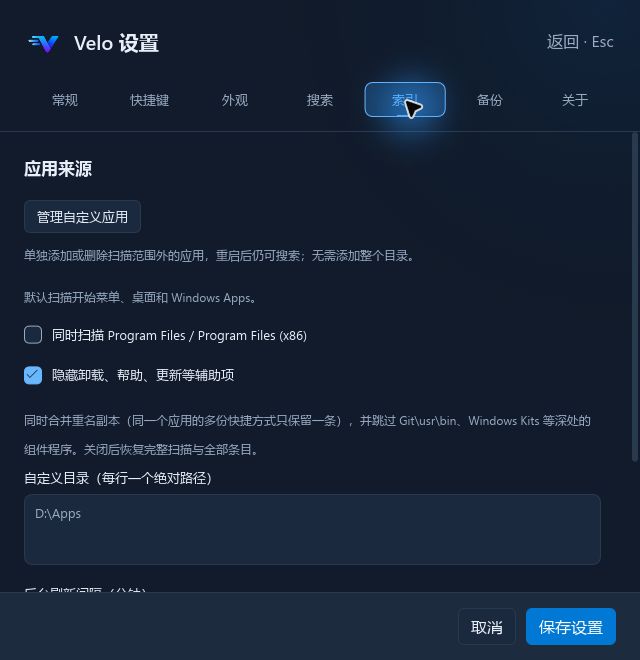 Velo 设置
返回 · Esc
常规 快捷键 外观 搜索 索引 备份 关于
应用来源
管理自定义应用
单独添加或删除扫描范围外的应用，重启后仍可搜索；无需添加整个目录。
默认扫描开始菜单、桌面和 Windows Apps。
同时扫描 Program Files / Program Files (x86)
隐藏卸载、帮助、更新等辅助项
同时合并重名副本（同一个应用的多份快捷方式只保留一条），并跳过 Git\usr\bin、Windows Kits 等深处的
组件程序。关闭后恢复完整扫描与全部条目。
自定义目录（每行一个绝对路径）
D:\Apps
后台刷新间隔（分钟）
取消 保存设置